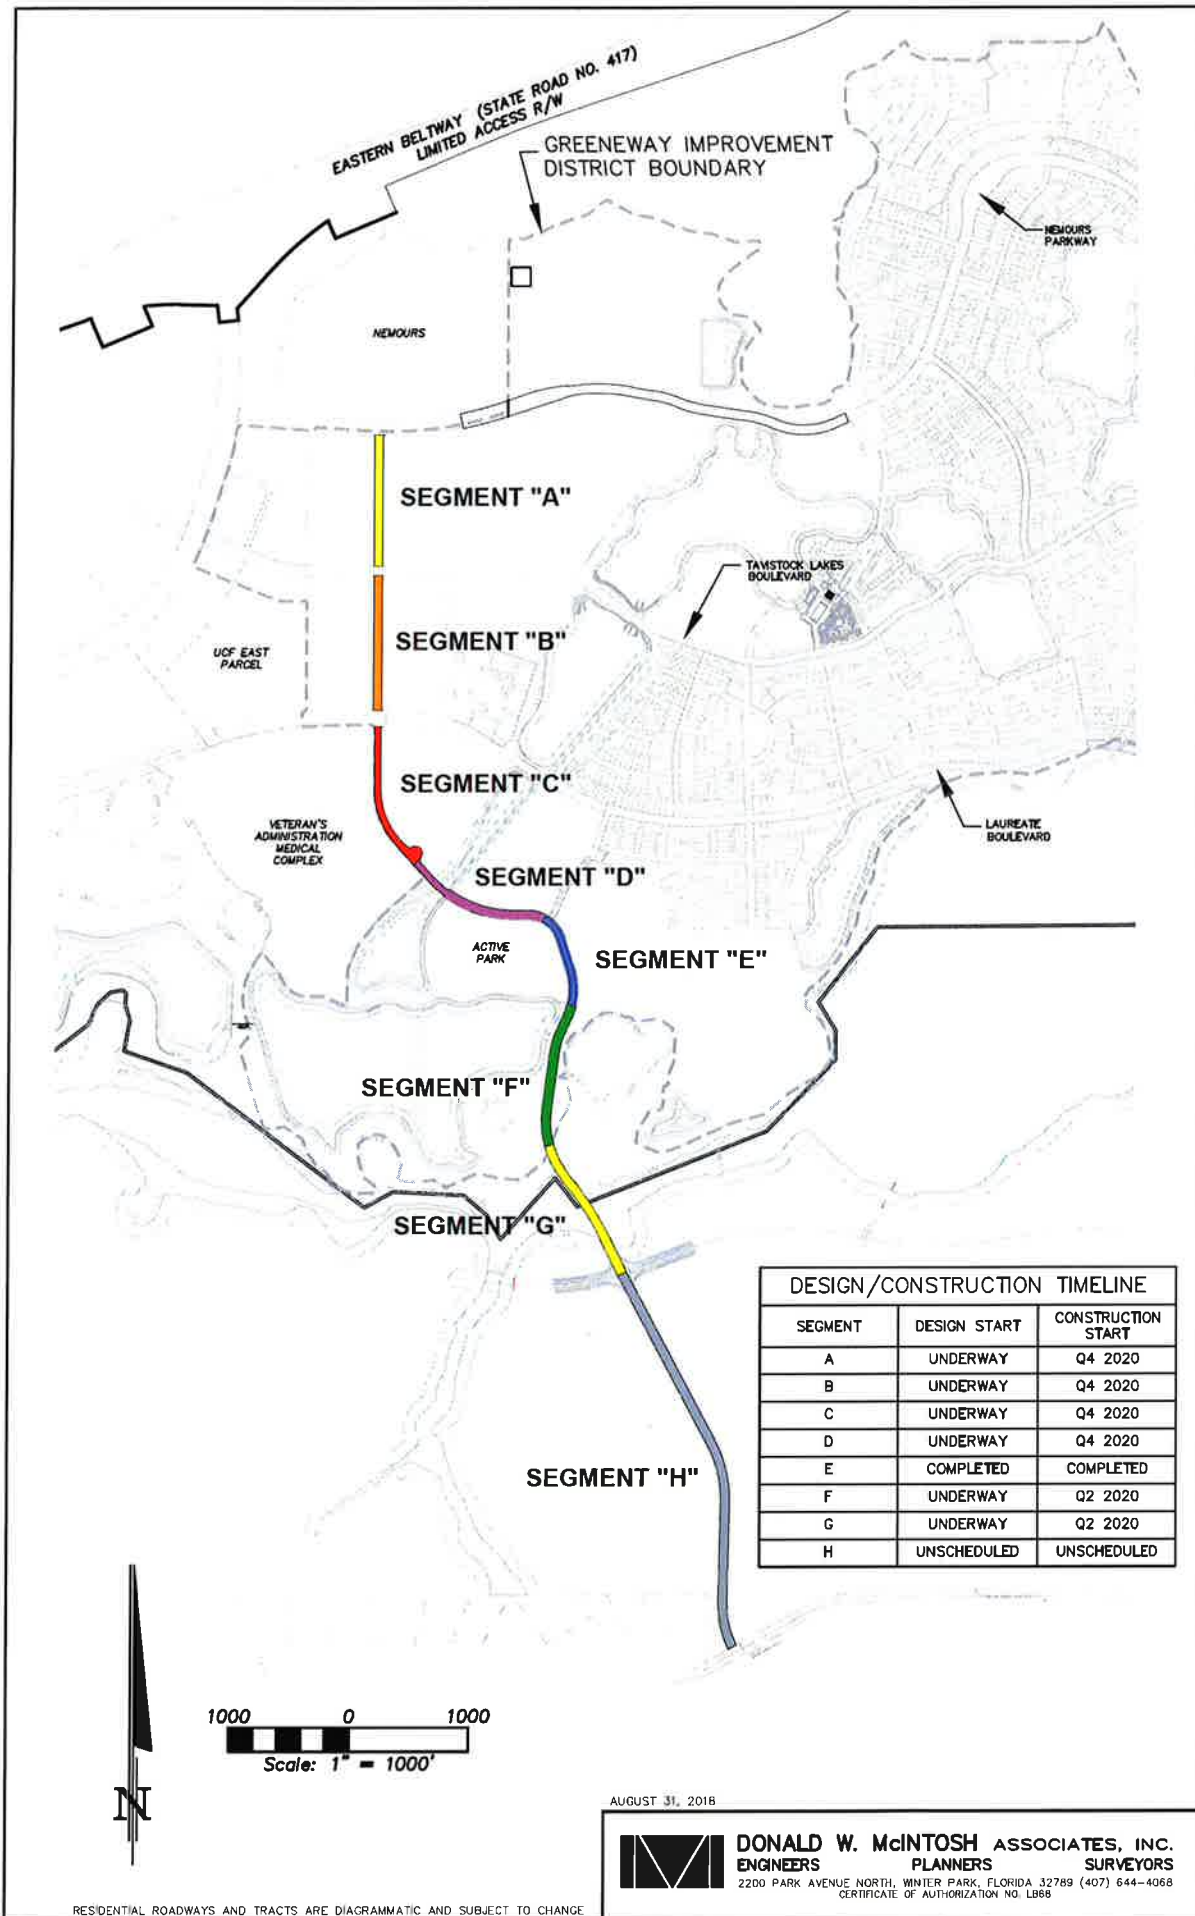 EASTERN BELTWAY (STATE ROAD NO. 417)
LIMITED ACCESS R/W
GREENEWAY IMPROVEMENT
DISTRICT BOUNDARY
NEMOURS
PARKWAY
NEMOURS
SEGMENT "A"
TAVISTOCK LAKES
BOULEVARD
SEGMENT "B"
UCF EAST
PARCEL
SEGMENT "C"
VETERAN'S
ADMINISTRATION
MEDICAL
COMPLEX
LAUREATE
BOULEVARD
SEGMENT "D"
ACTIVE
PARK
SEGMENT "E"
SEGMENT "F"
SEGMENT "G"
DESIGN/CONSTRUCTION TIMELINE
SEGMENT DESIGN START CONSTRUCTION START
A UNDERWAY Q4 2020
B UNDERWAY Q4 2020
C UNDERWAY Q4 2020
D UNDERWAY Q4 2020
E COMPLETED COMPLETED
F UNDERWAY Q2 2020
G UNDERWAY Q2 2020
H UNSCHEDULED UNSCHEDULED
SEGMENT "H"
1000 0 1000
Scale: 1" = 1000'
N
AUGUST 31, 2018
DONALD W. McINTOSH ASSOCIATES, INC.
ENGINEERS PLANNERS SURVEYORS
2200 PARK AVENUE NORTH, WINTER PARK, FLORIDA 32789 (407) 644-4068
CERTIFICATE OF AUTHORIZATION NO. LB68
RESIDENTIAL ROADWAYS AND TRACTS ARE DIAGRAMMATIC AND SUBJECT TO CHANGE